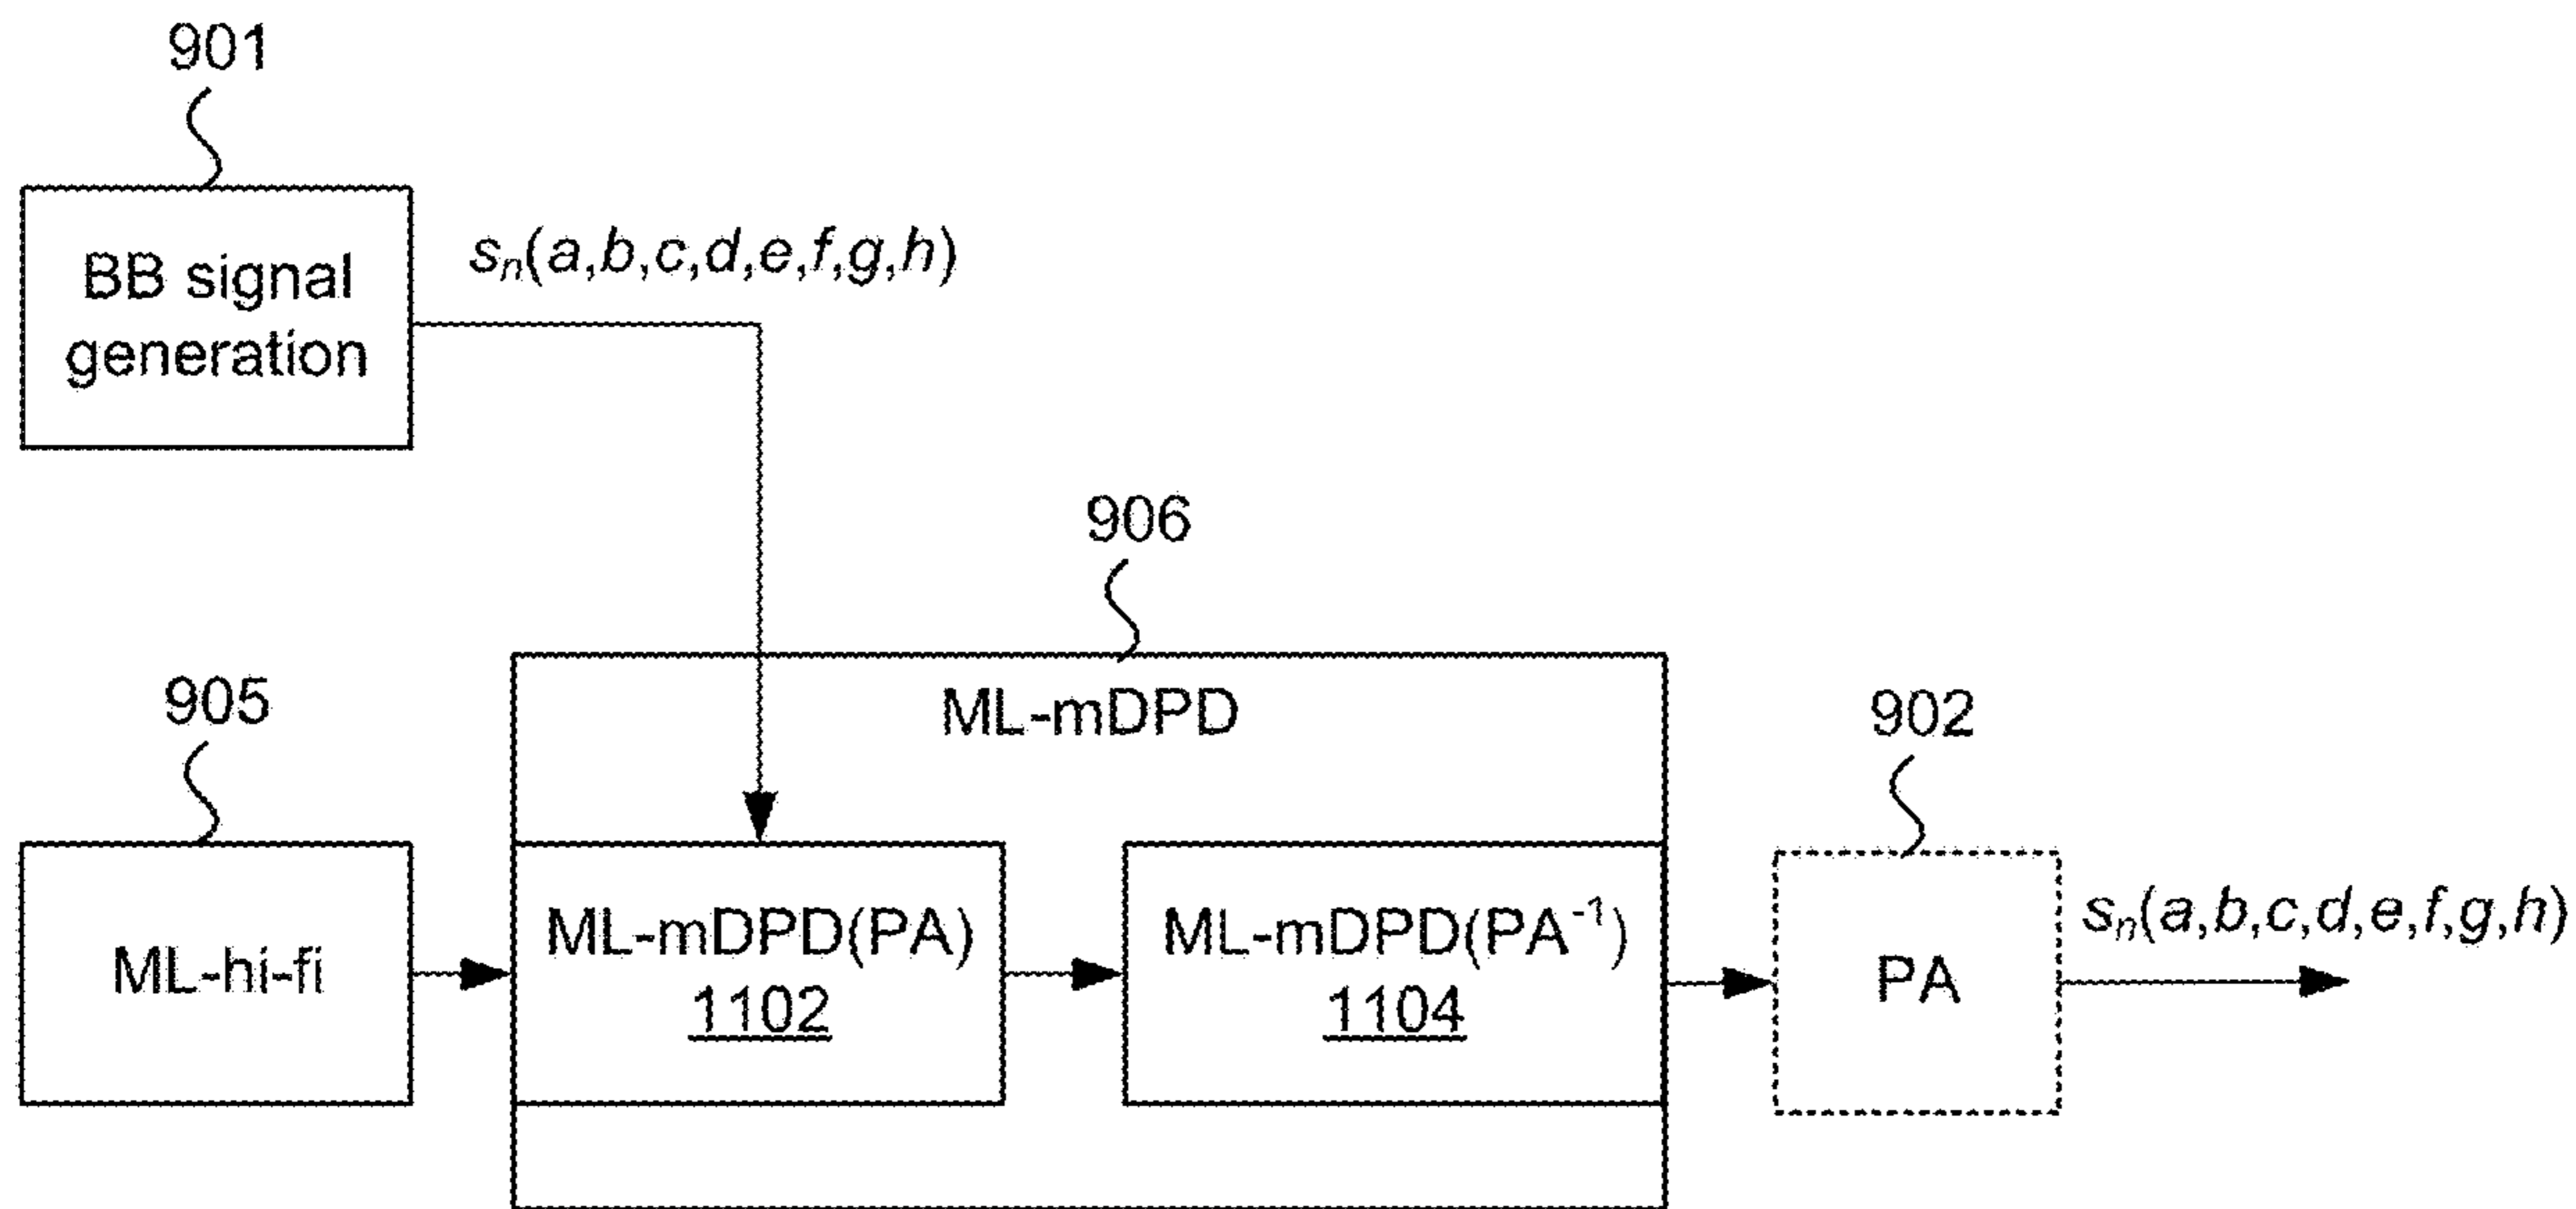 901
BB signal
generation
sₙ(a,b,c,d,e,f,g,h)
906
ML-mDPD
905
ML-hi-fi
ML-mDPD(PA)
1102
ML-mDPD(PA⁻¹)
1104
902
PA
sₙ(a,b,c,d,e,f,g,h)